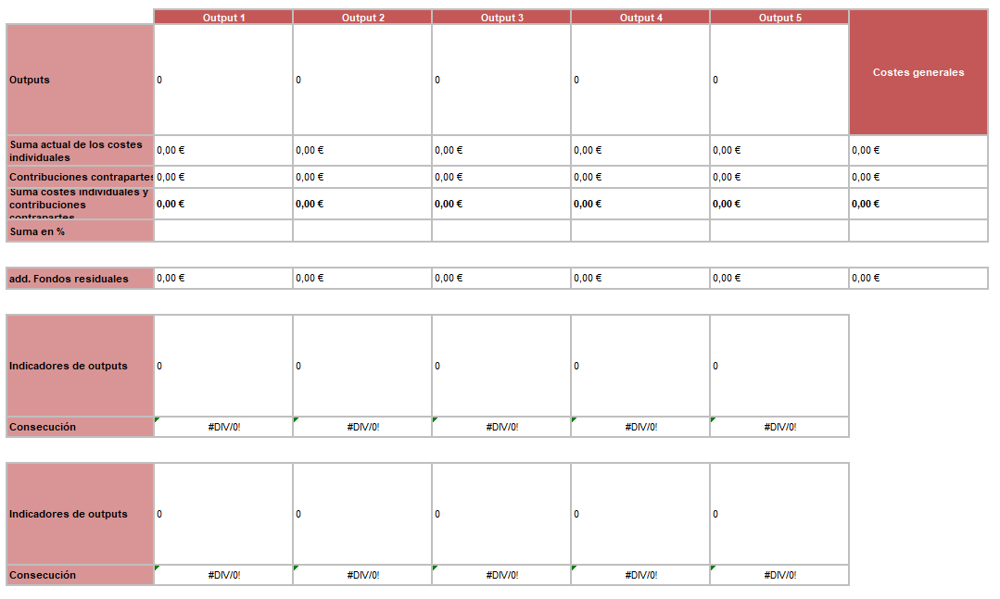 Output 1 Output 2 Output 3 Output 4 Output 5
Costes generales
Outputs 0 0 0 0 0
Suma actual de los costes
individuales
0,00 € 0,00 € 0,00 € 0,00 € 0,00 € 0,00 €
Contribuciones contrapartes 0,00 € 0,00 € 0,00 € 0,00 € 0,00 € 0,00 €
Suma costes individuales y
contribuciones
contrapartes
0,00 € 0,00 € 0,00 € 0,00 € 0,00 € 0,00 €
Suma en %
add. Fondos residuales 0,00 € 0,00 € 0,00 € 0,00 € 0,00 € 0,00 €
Indicadores de outputs 0 0 0 0 0
Consecución #DIV/0! #DIV/0! #DIV/0! #DIV/0! #DIV/0!
Indicadores de outputs 0 0 0 0 0
Consecución #DIV/0! #DIV/0! #DIV/0! #DIV/0! #DIV/0!